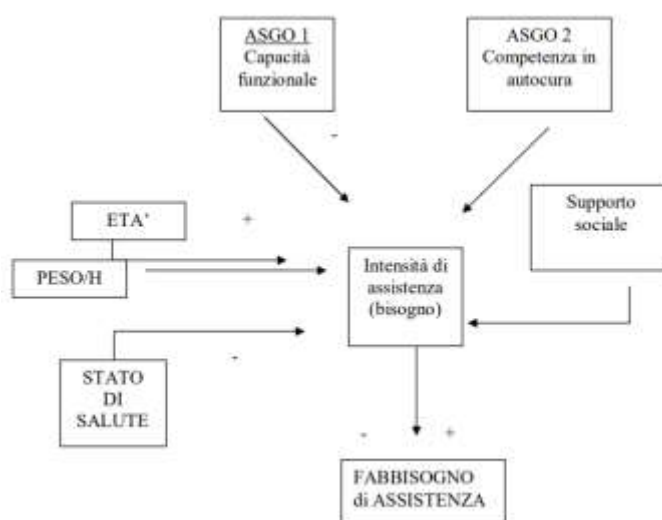 ASGO 1
Capacità
funzionale
ASGO 2
Competenza in
autocura
-
ETA'
+
Supporto
sociale
PESO/H
Intensità di
assistenza
(bisogno)
-
STATO
DI
SALUTE
- +
FABBISOGNO
di ASSISTENZA